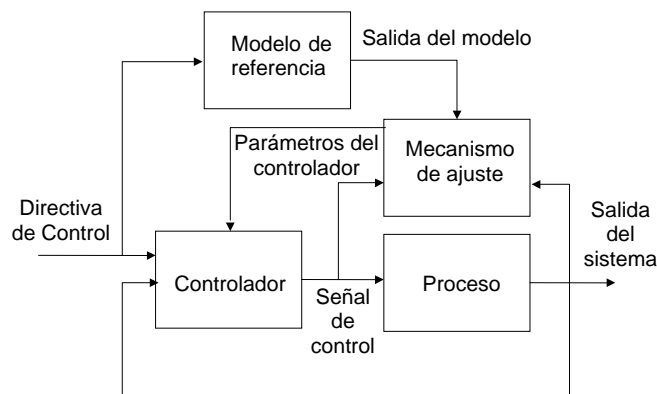 Modelo de
referencia
Salida del modelo
Parámetros del
controlador
Mecanismo
de ajuste
Directiva
de Control
Controlador
Señal
de
control
Proceso
Salida
del
sistema